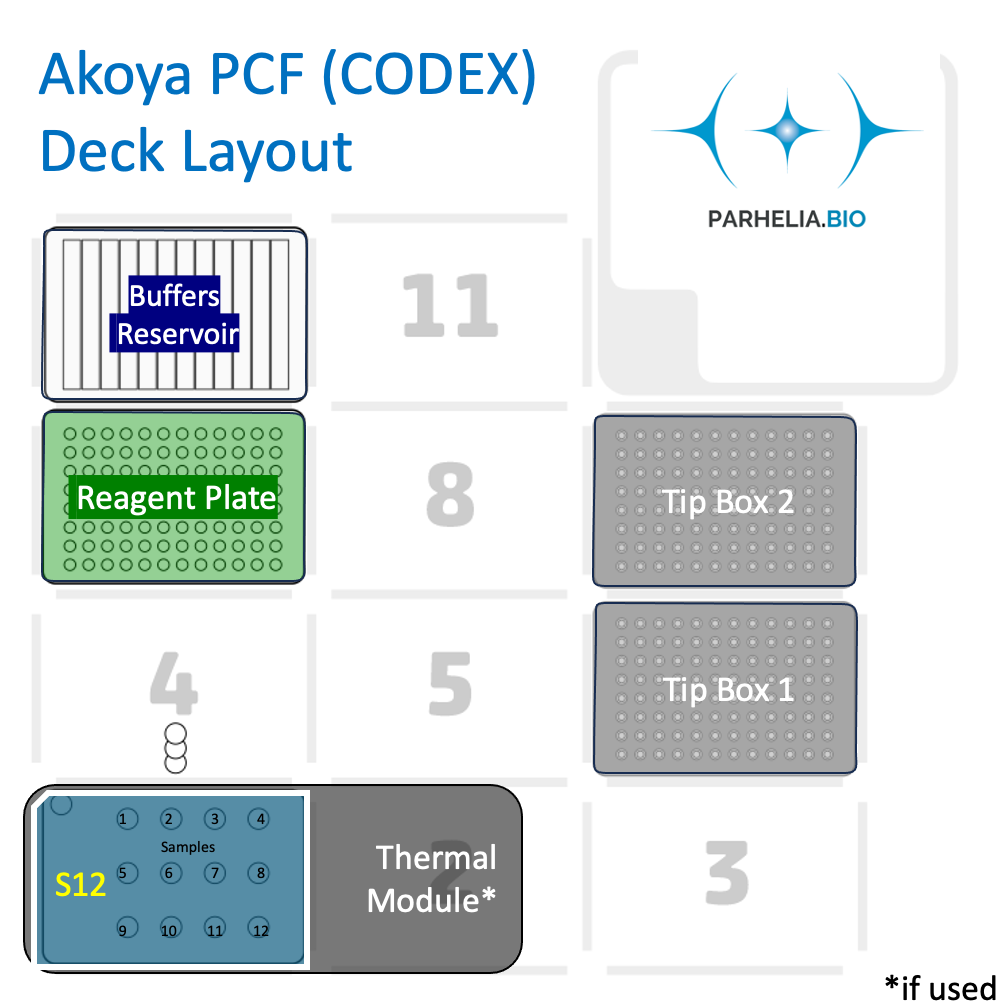 Akoya PCF (CODEX)
Deck Layout
PARHELIA.BIO
Buffers
Reservoir
11
Reagent Plate
8
Tip Box 2
4
5
Tip Box 1
1 2 3 4
Samples
S12
5 6 7 8
9 10 11 12
Thermal
Module*
2
3
*if used